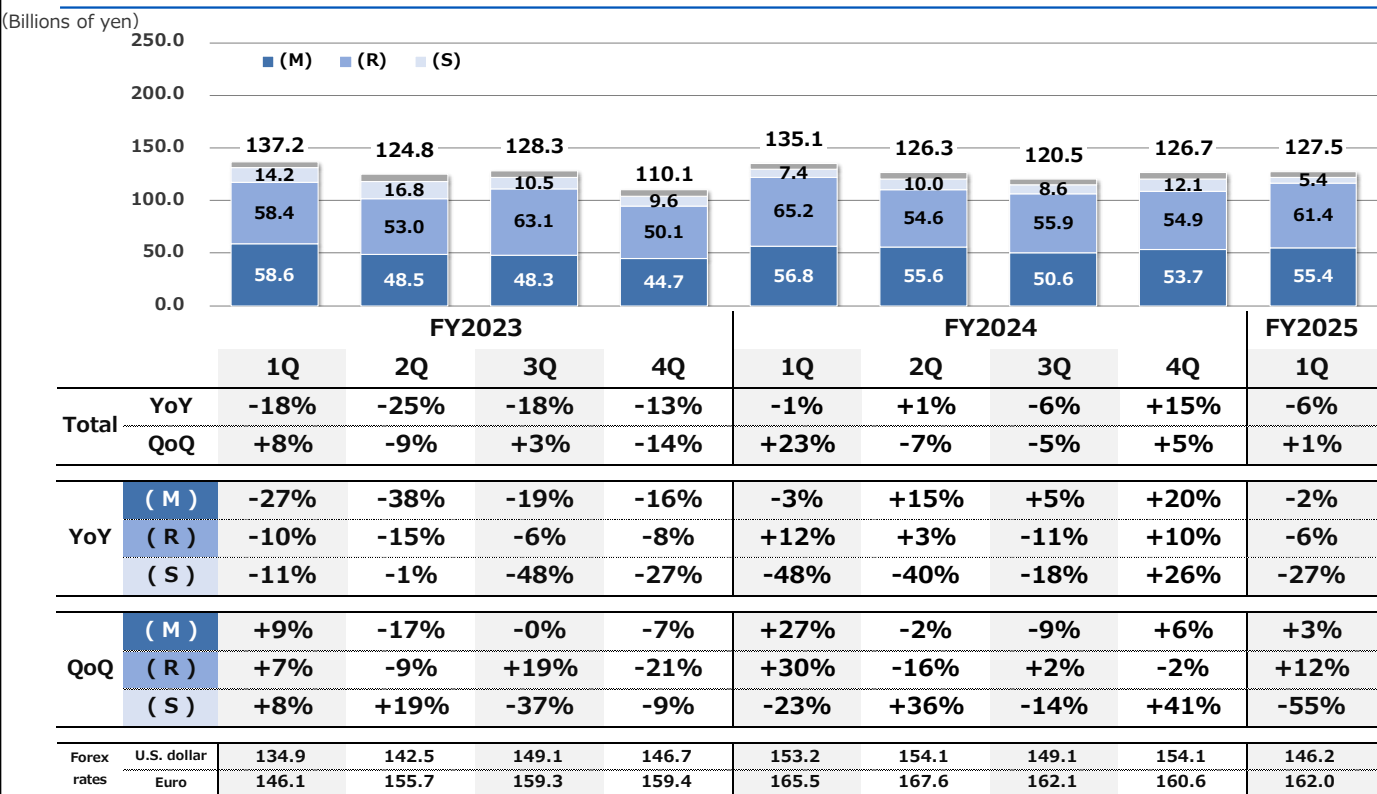 (Billions of yen)
250.0
(M) (R) (S)
200.0
150.0
100.0
50.0
0.0
137.2 124.8 128.3 110.1 135.1 126.3 120.5 126.7 127.5
14.2 16.8 10.5 9.6 7.4 10.0 8.6 12.1 5.4
58.4 53.0 63.1 50.1 65.2 54.6 55.9 54.9 61.4
58.6 48.5 48.3 44.7 56.8 55.6 50.6 53.7 55.4
FY2023 FY2024 FY2025
1Q 2Q 3Q 4Q 1Q 2Q 3Q 4Q 1Q
Total
YoY -18% -25% -18% -13% -1% +1% -6% +15% -6%
QoQ +8% -9% +3% -14% +23% -7% -5% +5% +1%
YoY
( M ) -27% -38% -19% -16% -3% +15% +5% +20% -2%
( R ) -10% -15% -6% -8% +12% +3% -11% +10% -6%
( S ) -11% -1% -48% -27% -48% -40% -18% +26% -27%
QoQ
( M ) +9% -17% -0% -7% +27% -2% -9% +6% +3%
( R ) +7% -9% +19% -21% +30% -16% +2% -2% +12%
( S ) +8% +19% -37% -9% -23% +36% -14% +41% -55%
Forex
rates
U.S. dollar 134.9 142.5 149.1 146.7 153.2 154.1 149.1 154.1 146.2
Euro 146.1 155.7 159.3 159.4 165.5 167.6 162.1 160.6 162.0